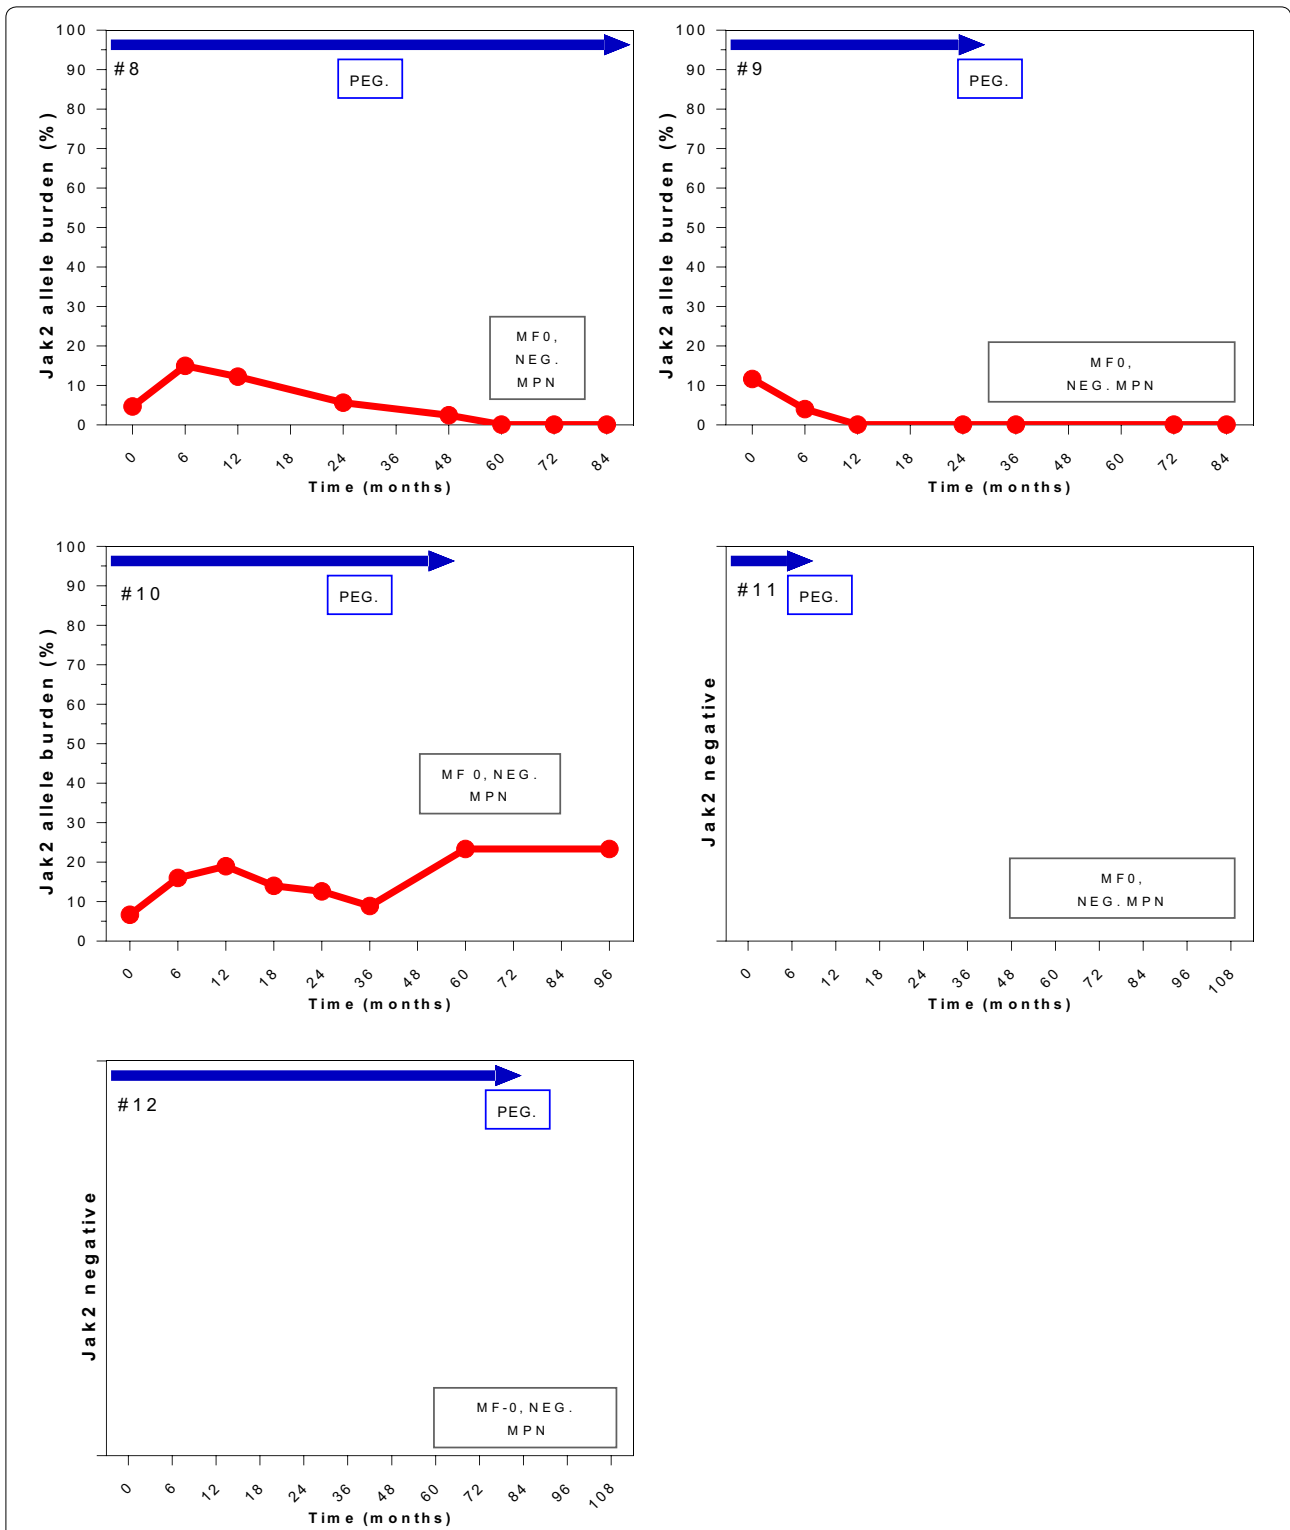 100
90
80
70
60
50
40
30
20
10
0
Jak2 allele burden (%)
#8
PEG.
MF0,
NEG.
MPN
0 6 12 18 24 36 48 60 72 84
Time (months)
100
90
80
70
60
50
40
30
20
10
0
Jak2 allele burden (%)
#9
PEG.
MF0,
NEG. MPN
0 6 12 18 24 36 48 60 72 84
Time (months)
100
90
80
70
60
50
40
30
20
10
0
Jak2 allele burden (%)
#10
PEG.
MF 0, NEG.
MPN
0 6 12 18 24 36 48 60 72 84 96
Time (months)
Jak2 negative
#11
PEG.
MF0,
NEG. MPN
0 6 12 18 24 36 48 60 72 84 96 108
Time (months)
Jak2 negative
#12
PEG.
MF-0, NEG.
MPN
0 6 12 18 24 36 48 60 72 84 96 108
Time (months)